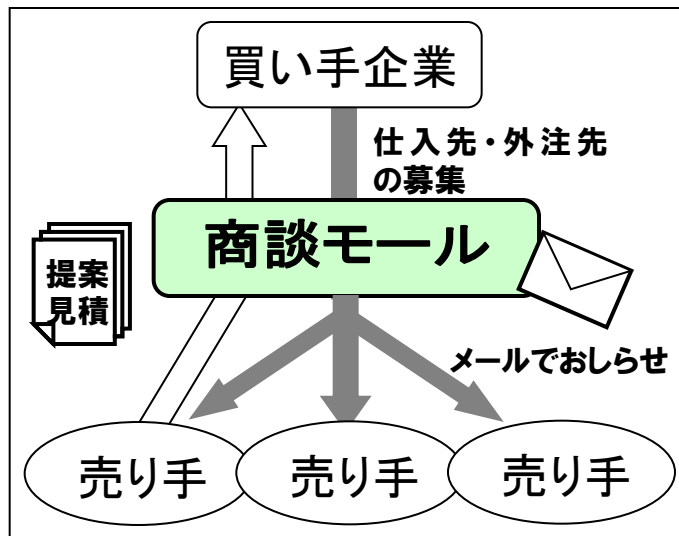 買い手企業
仕入先・外注先
の募集
商談モール
提案
見積
メールでおしらせ
売り手
売り手
売り手